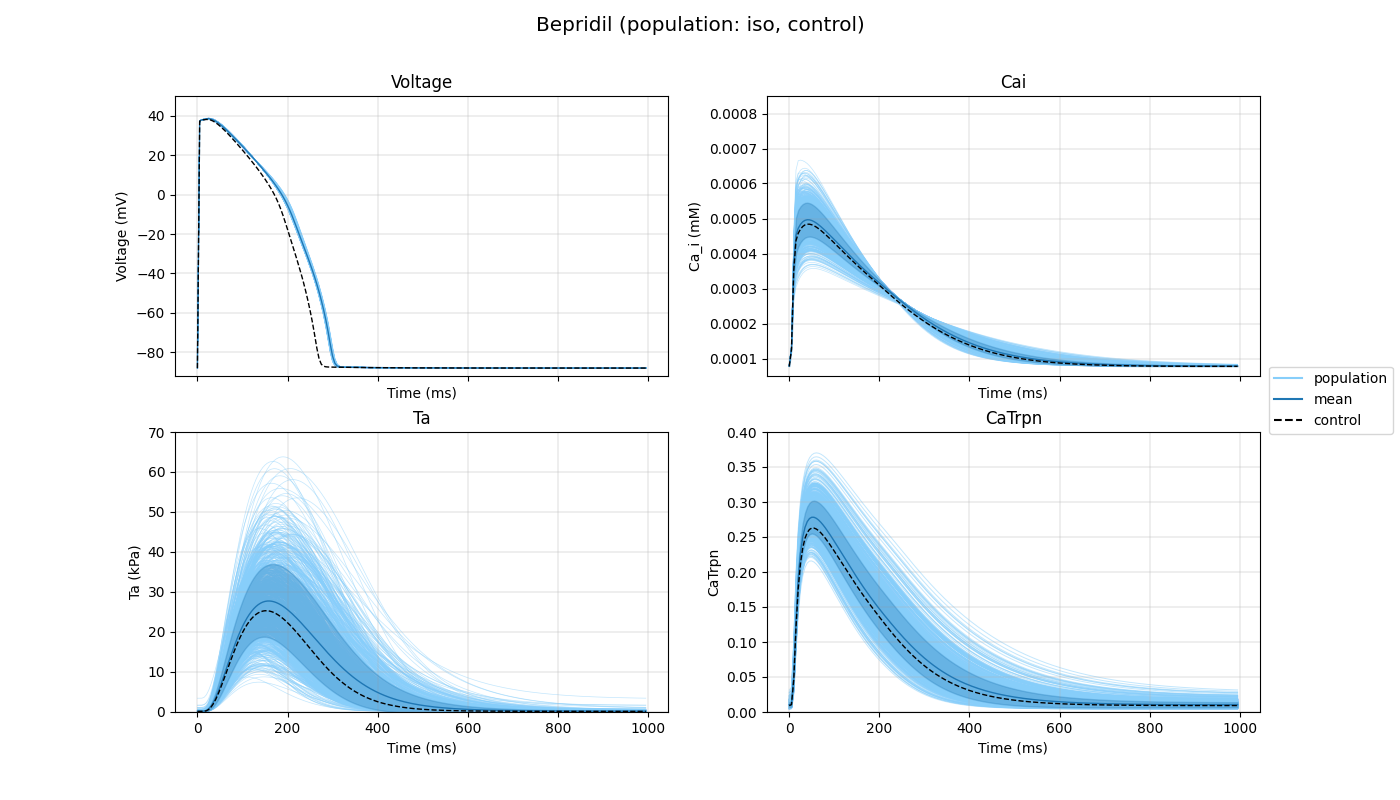 Bepridil (population: iso, control)
Voltage
40
20
0
−20
−40
−60
−80
Voltage (mV)
Time (ms)
Cai
0.0008
0.0007
0.0006
0.0005
0.0004
0.0003
0.0002
0.0001
Ca_i (mM)
Time (ms)
population
mean
control
Ta
70
60
50
40
30
20
10
0
Ta (kPa)
0 200 400 600 800 1000
Time (ms)
CaTrpn
0.40
0.35
0.30
0.25
0.20
0.15
0.10
0.05
0.00
CaTrpn
0 200 400 600 800 1000
Time (ms)